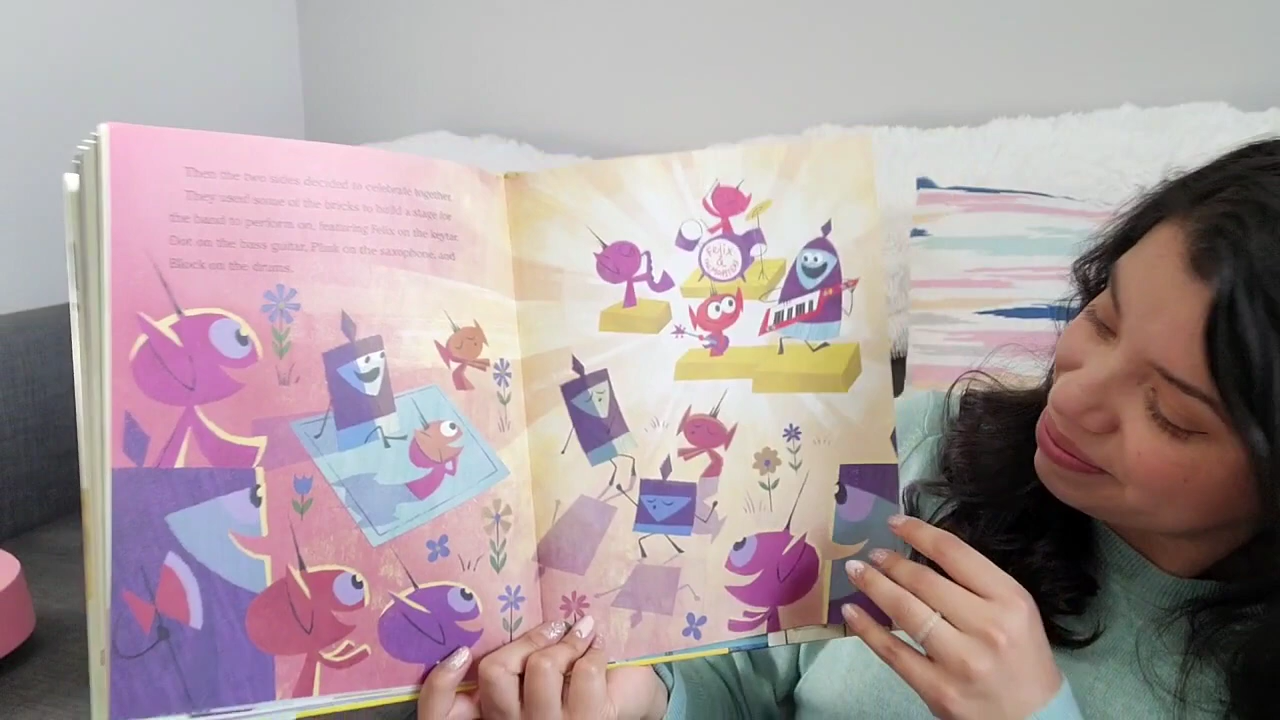 Then the two sides decided to celebrate together.
They used some of the bricks to build a stage for
the band to perform on, featuring Felix on the keytar,
Dot on the bass guitar, Plink on the saxophone, and
Block on the drums.
FELIX
&